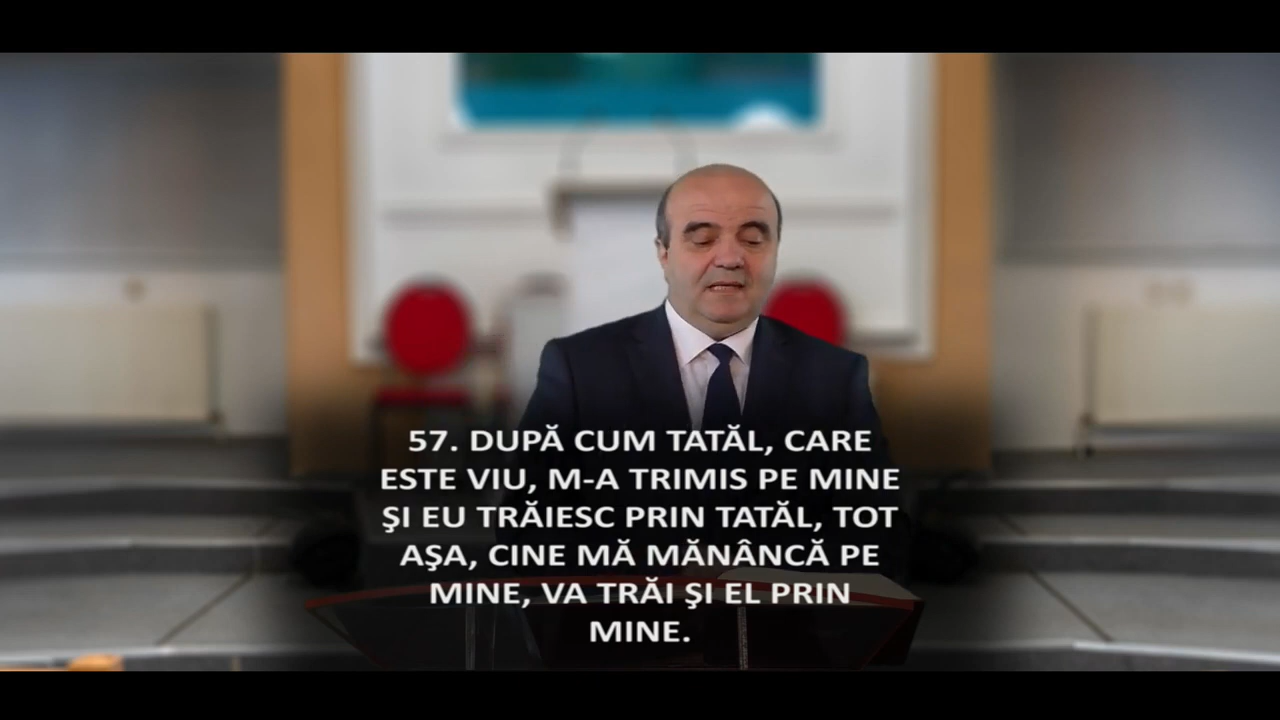 57. DUPĂ CUM TATĂL, CARE
ESTE VIU, M-A TRIMIS PE MINE
ŞI EU TRĂIESC PRIN TATĂL, TOT
AŞA, CINE MĂ MĂNÂNCĂ PE
MINE, VA TRĂI ŞI EL PRIN
MINE.